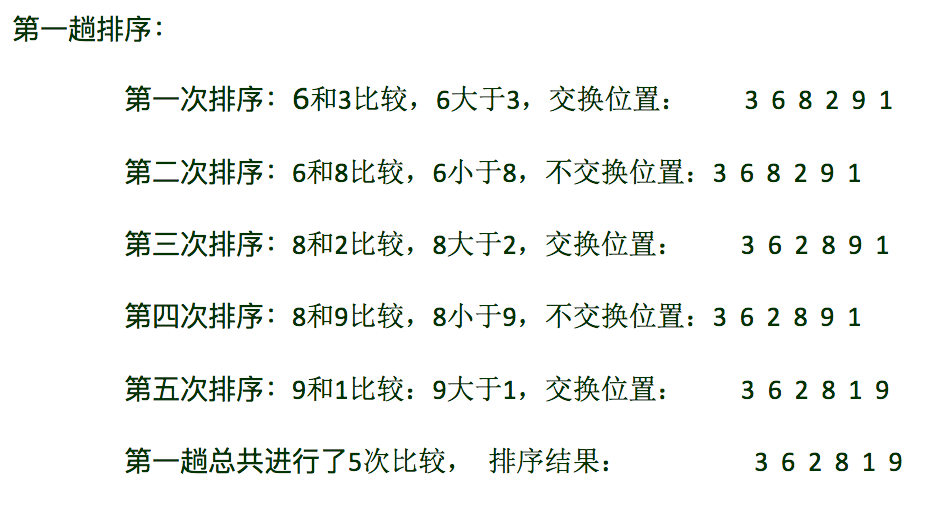 第一趟排序：
第一次排序：6和3比较，6大于3，交换位置： 3 6 8 2 9 1
第二次排序：6和8比较，6小于8，不交换位置：3 6 8 2 9 1
第三次排序：8和2比较，8大于2，交换位置： 3 6 2 8 9 1
第四次排序：8和9比较，8小于9，不交换位置：3 6 2 8 9 1
第五次排序：9和1比较：9大于1，交换位置： 3 6 2 8 1 9
第一趟总共进行了5次比较， 排序结果： 3 6 2 8 1 9